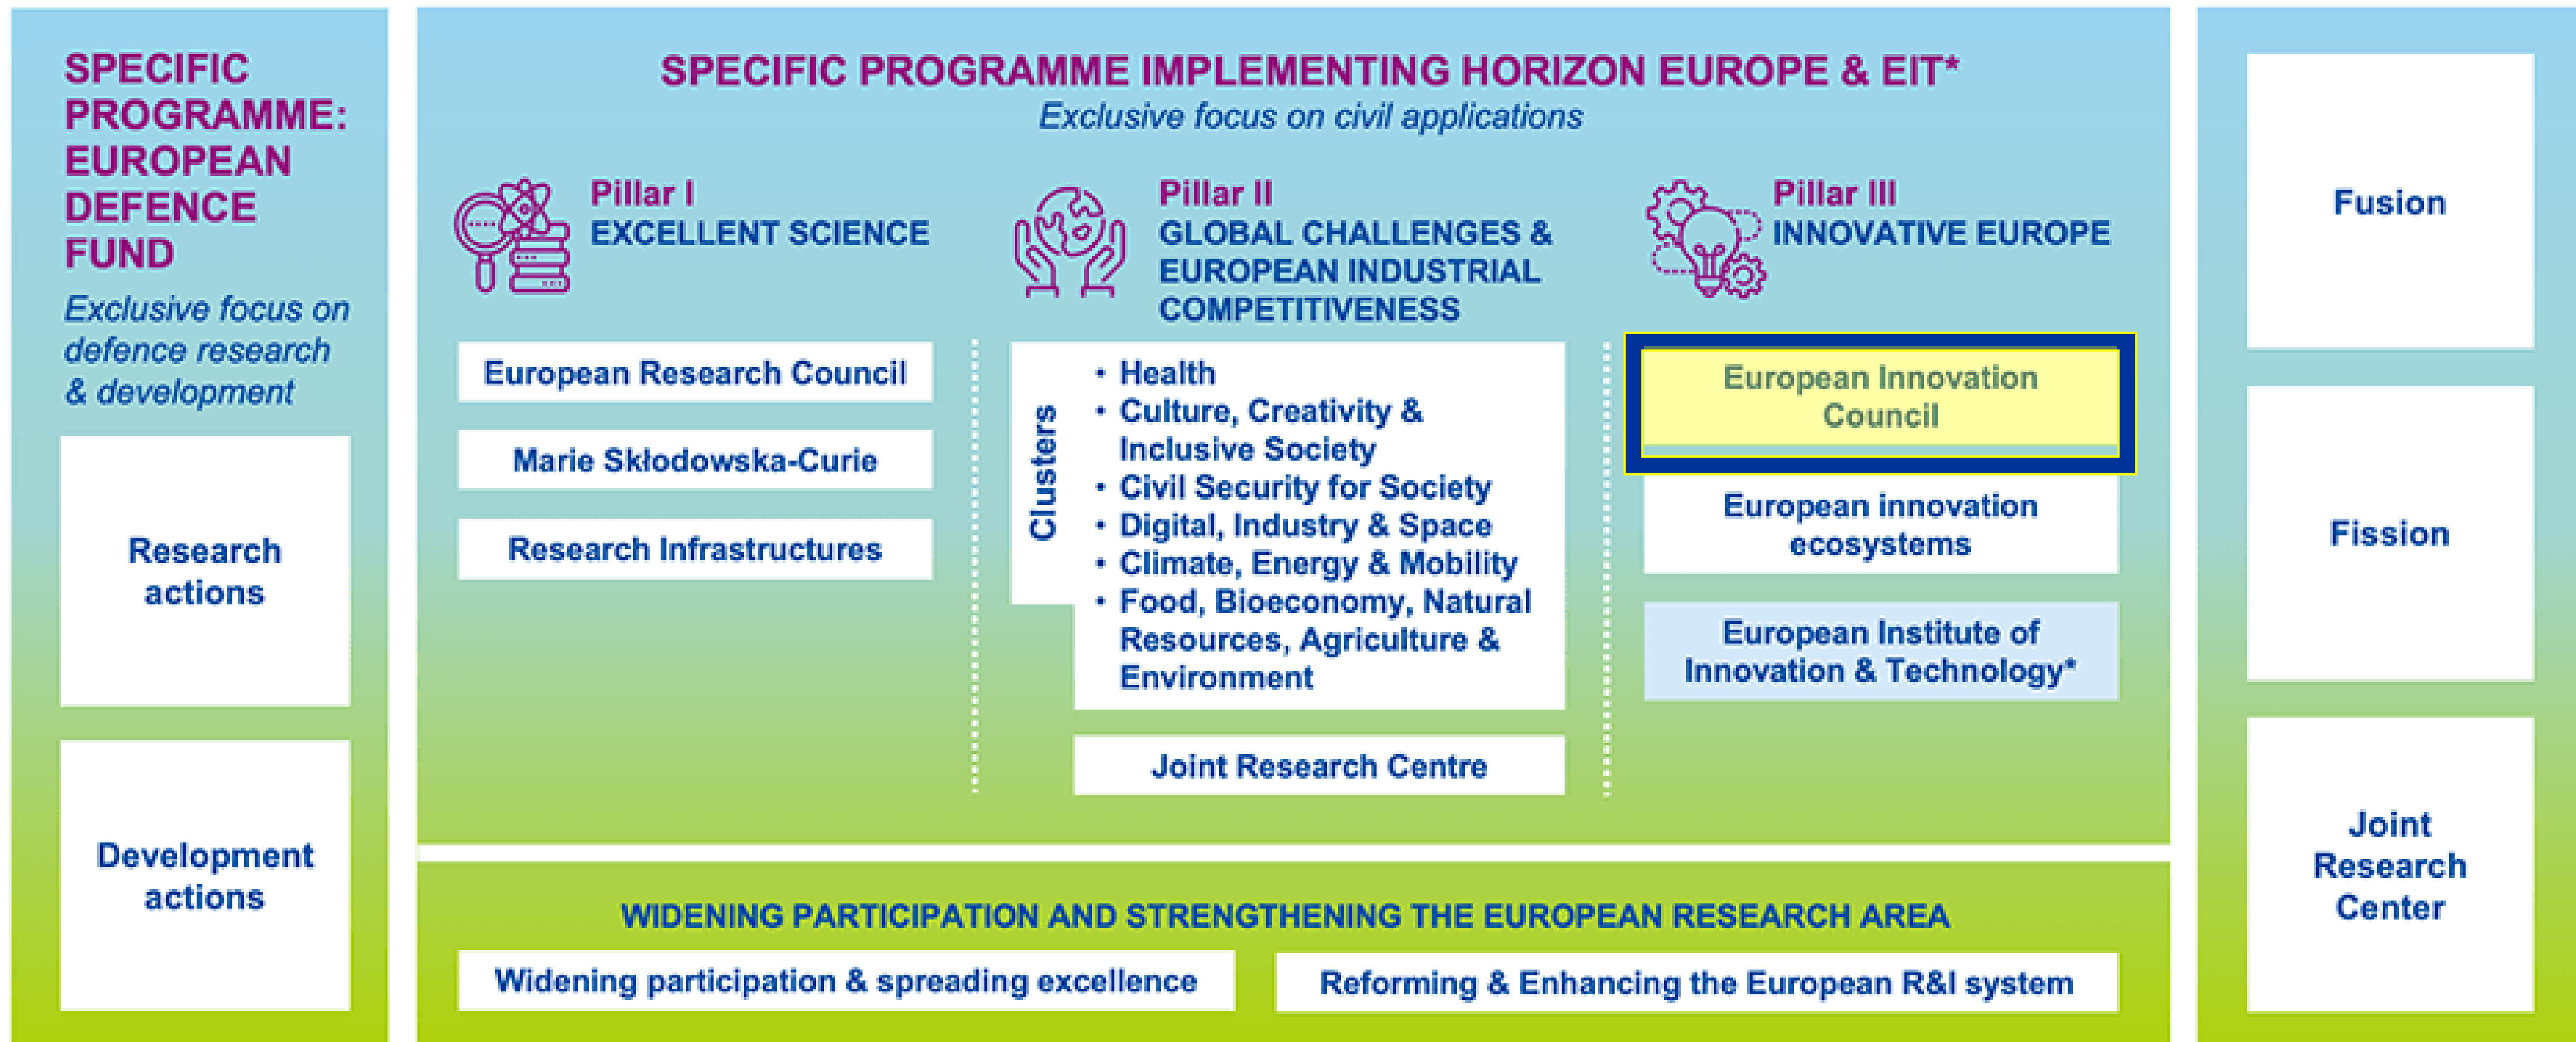 SPECIFIC
PROGRAMME:
EUROPEAN
DEFENCE
FUND
Exclusive focus on
defence research
& development
Research
actions
Development
actions
SPECIFIC PROGRAMME IMPLEMENTING HORIZON EUROPE & EIT*
Exclusive focus on civil applications
Pillar I
EXCELLENT SCIENCE
European Research Council
Marie Skłodowska-Curie
Research Infrastructures
Pillar II
GLOBAL CHALLENGES &
EUROPEAN INDUSTRIAL
COMPETITIVENESS
Clusters
• Health
• Culture, Creativity &
Inclusive Society
• Civil Security for Society
• Digital, Industry & Space
• Climate, Energy & Mobility
• Food, Bioeconomy, Natural
Resources, Agriculture &
Environment
Joint Research Centre
Pillar III
INNOVATIVE EUROPE
European Innovation
Council
European innovation
ecosystems
European Institute of
Innovation & Technology*
WIDENING PARTICIPATION AND STRENGTHENING THE EUROPEAN RESEARCH AREA
Widening participation & spreading excellence
Reforming & Enhancing the European R&I system
Fusion
Fission
Joint
Research
Center